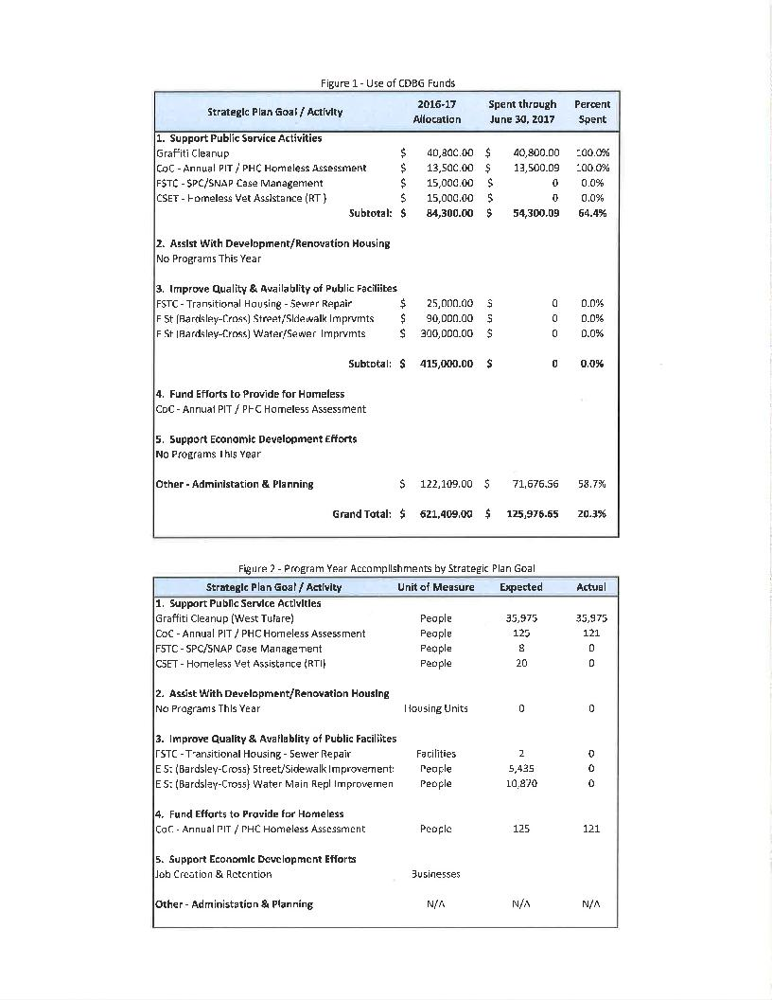 Figure 1 - Use of CDBG Funds
Strategic Plan Goal / Activity 2016-17 Allocation Spent through June 30, 2017 Percent Spent
1. Support Public Service Activities
Graffiti Cleanup $ 40,800.00 $ 40,800.00 100.0%
CoC - Annual PIT / PHC Homeless Assessment $ 13,500.00 $ 13,500.09 100.0%
FSTC - SPC/SNAP Case Management $ 15,000.00 $ 0 0.0%
CSET - Homeless Vet Assistance (RTI) $ 15,000.00 $ 0 0.0%
Subtotal: $ 84,300.00 $ 54,300.09 64.4%
2. Assist With Development/Renovation Housing
No Programs This Year
3. Improve Quality & Availablity of Public Faciliites
FSTC - Transitional Housing - Sewer Repair $ 25,000.00 $ 0 0.0%
E St (Bardsley-Cross) Street/Sidewalk Imprvmts $ 90,000.00 $ 0 0.0%
E St (Bardsley-Cross) Water/Sewer Imprvmts $ 300,000.00 $ 0 0.0%
Subtotal: $ 415,000.00 $ 0 0.0%
4. Fund Efforts to Provide for Homeless
CoC - Annual PIT / PHC Homeless Assessment
5. Support Economic Development Efforts
No Programs This Year
Other - Administation & Planning $ 122,109.00 $ 71,676.56 58.7%
Grand Total: $ 621,409.00 $ 125,976.65 20.3%
Figure 2 - Program Year Accomplishments by Strategic Plan Goal
Strategic Plan Goal / Activity Unit of Measure Expected Actual
1. Support Public Service Activities
Graffiti Cleanup (West Tulare) People 35,975 35,975
CoC - Annual PIT / PHC Homeless Assessment People 125 121
FSTC - SPC/SNAP Case Management People 8 0
CSET - Homeless Vet Assistance (RTI) People 20 0
2. Assist With Development/Renovation Housing
No Programs This Year Housing Units 0 0
3. Improve Quality & Availablity of Public Faciliites
FSTC - Transitional Housing - Sewer Repair Facilities 2 0
E St (Bardsley-Cross) Street/Sidewalk Improvement: People 5,435 0
E St (Bardsley-Cross) Water Main Repl Improvemen People 10,870 0
4. Fund Efforts to Provide for Homeless
CoC - Annual PIT / PHC Homeless Assessment People 125 121
5. Support Economic Development Efforts
Job Creation & Retention Businesses
Other - Administation & Planning N/A N/A N/A